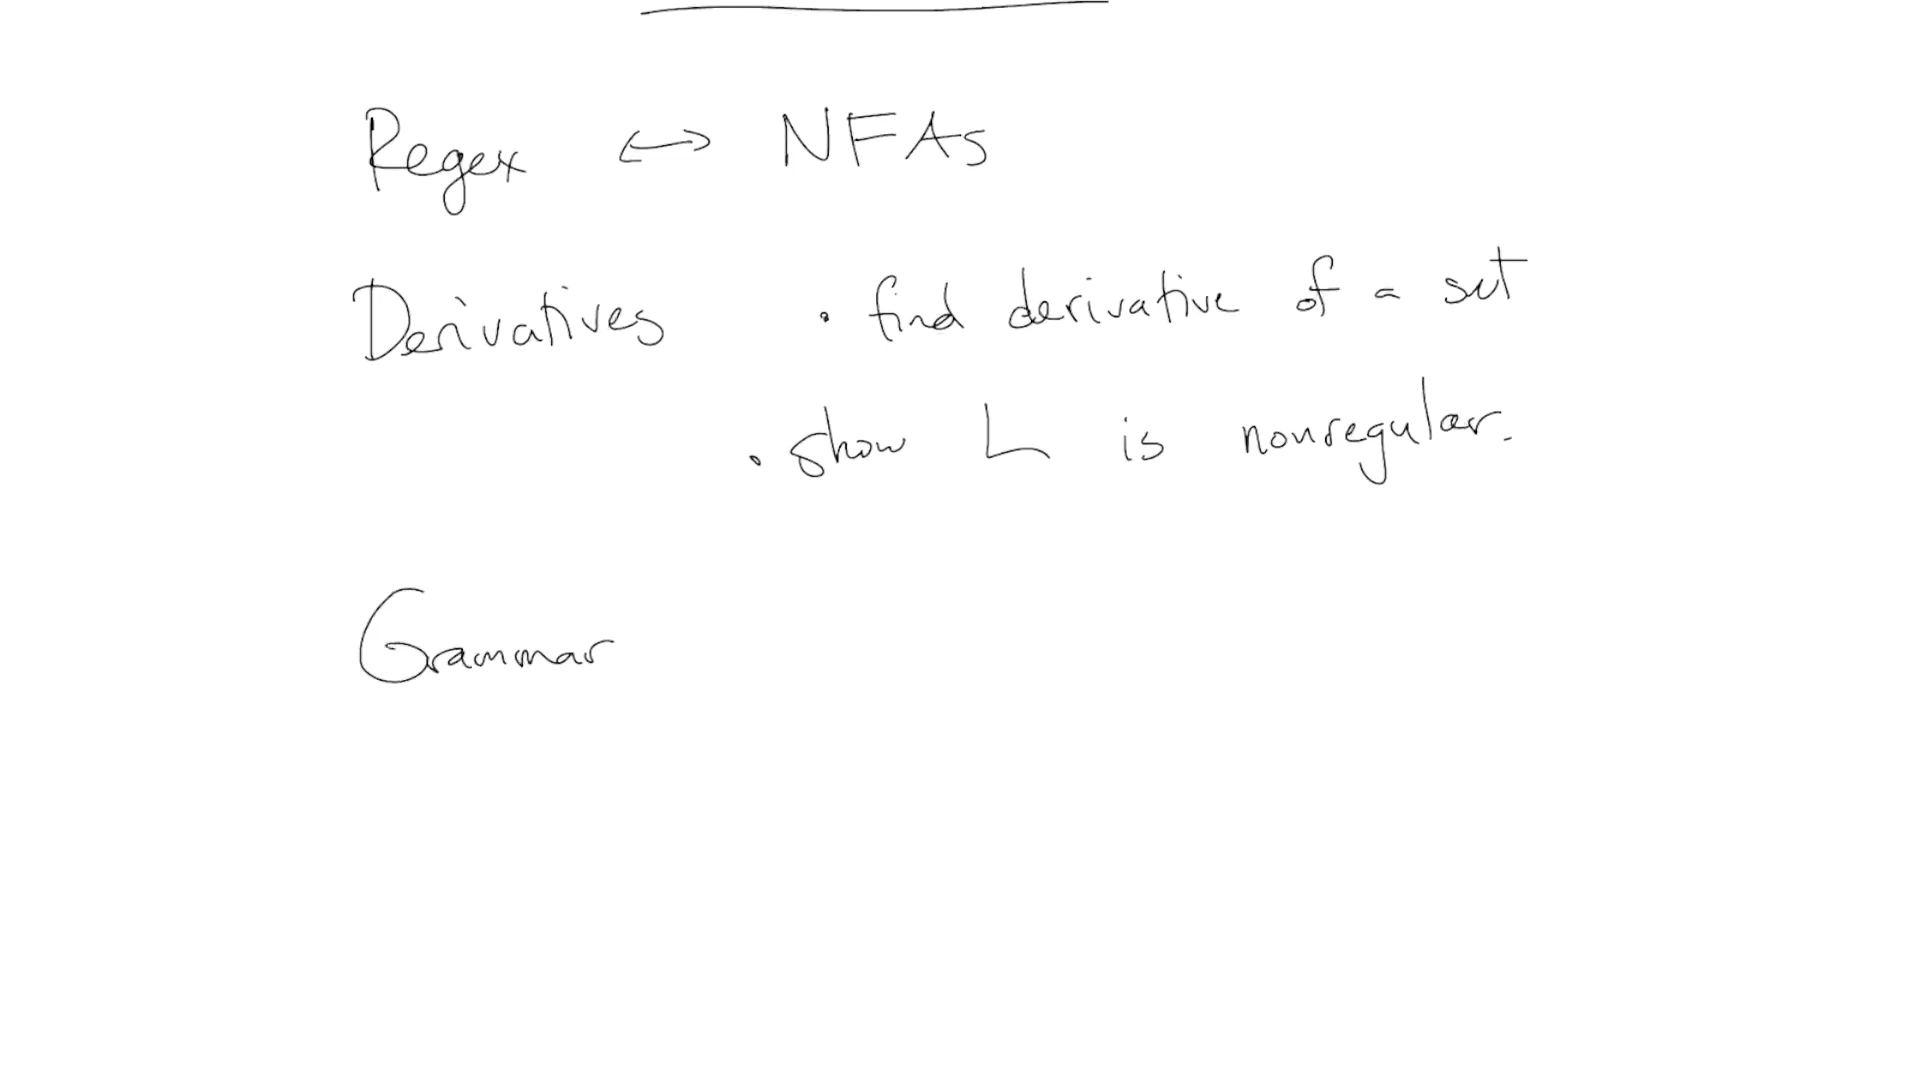 Regex ↔ NFAs
Derivatives • find derivative of a set
• show L is nonregular.
Grammar